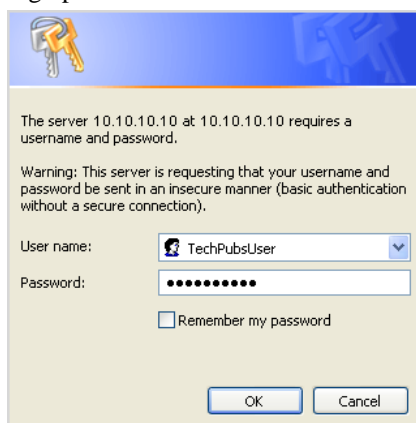 The server 10.10.10.10 at 10.10.10.10 requires a
username and password.
Warning: This server is requesting that your username and
password be sent in an insecure manner (basic authentication
without a secure connection).
User name: TechPubsUser
Password: ●●●●●●●●●●
Remember my password
OK Cancel